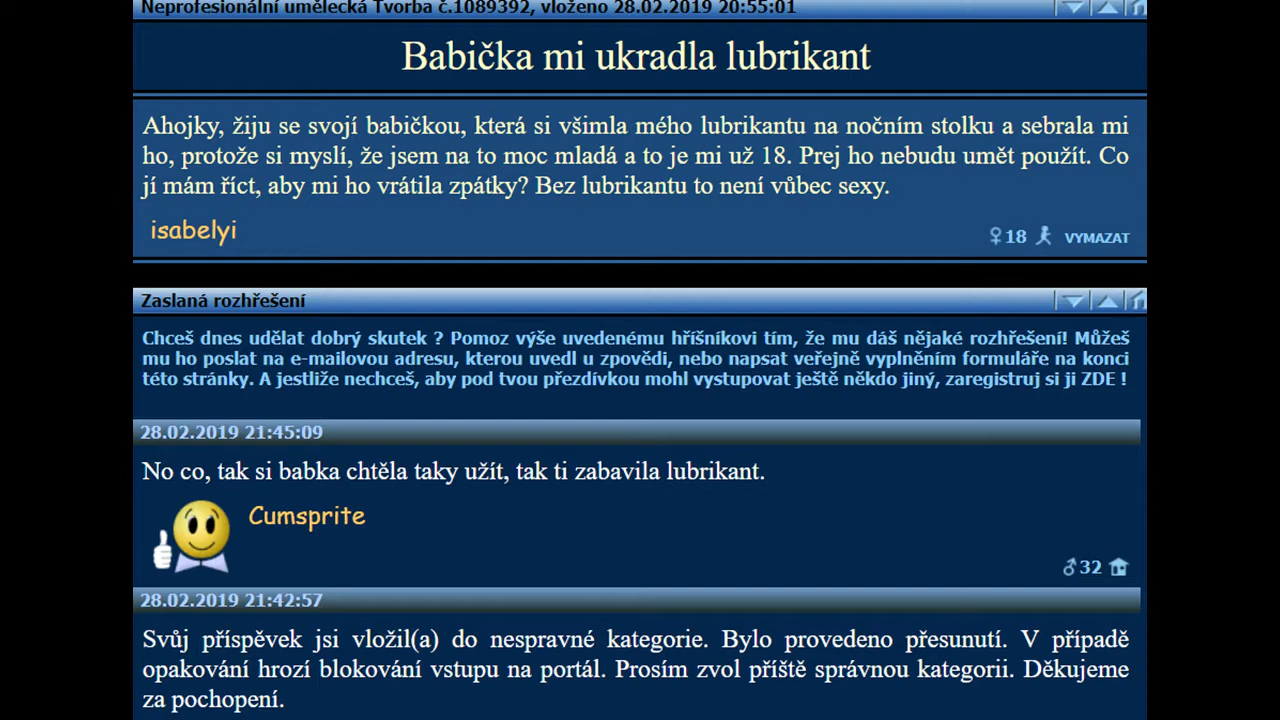 Neprofesionální umělecká Tvorba č.1089392, vloženo 28.02.2019 20:55:01
Babička mi ukradla lubrikant
Ahojky, žiju se svojí babičkou, která si všimla mého lubrikantu na nočním stolku a sebrala mi
ho, protože si myslí, že jsem na to moc mladá a to je mi už 18. Prej ho nebudu umět použít. Co
jí mám říct, aby mi ho vrátila zpátky? Bez lubrikantu to není vůbec sexy.
isabelyi
♀18 VYMAZAT
Zaslaná rozhřešení
Chceš dnes udělat dobrý skutek ? Pomoz výše uvedenému hříšníkovi tím, že mu dáš nějaké rozhřešení! Můžeš
mu ho poslat na e-mailovou adresu, kterou uvedl u zpovědi, nebo napsat veřejně vyplněním formuláře na konci
této stránky. A jestliže nechceš, aby pod tvou přezdívkou mohl vystupovat ještě někdo jiný, zaregistruj si ji ZDE !
28.02.2019 21:45:09
No co, tak si babka chtěla taky užít, tak ti zabavila lubrikant.
Cumsprite
♂32
28.02.2019 21:42:57
Svůj příspěvek jsi vložil(a) do nespravné kategorie. Bylo provedeno přesunutí. V případě
opakování hrozí blokování vstupu na portál. Prosím zvol příště správnou kategorii. Děkujeme
za pochopení.